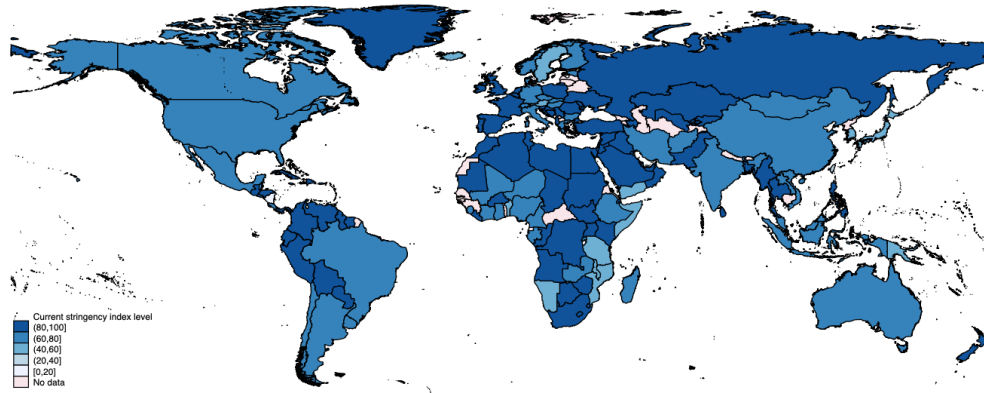 Current stringency index level
(80,100]
(60,80]
(40,60]
(20,40]
[0,20]
No data